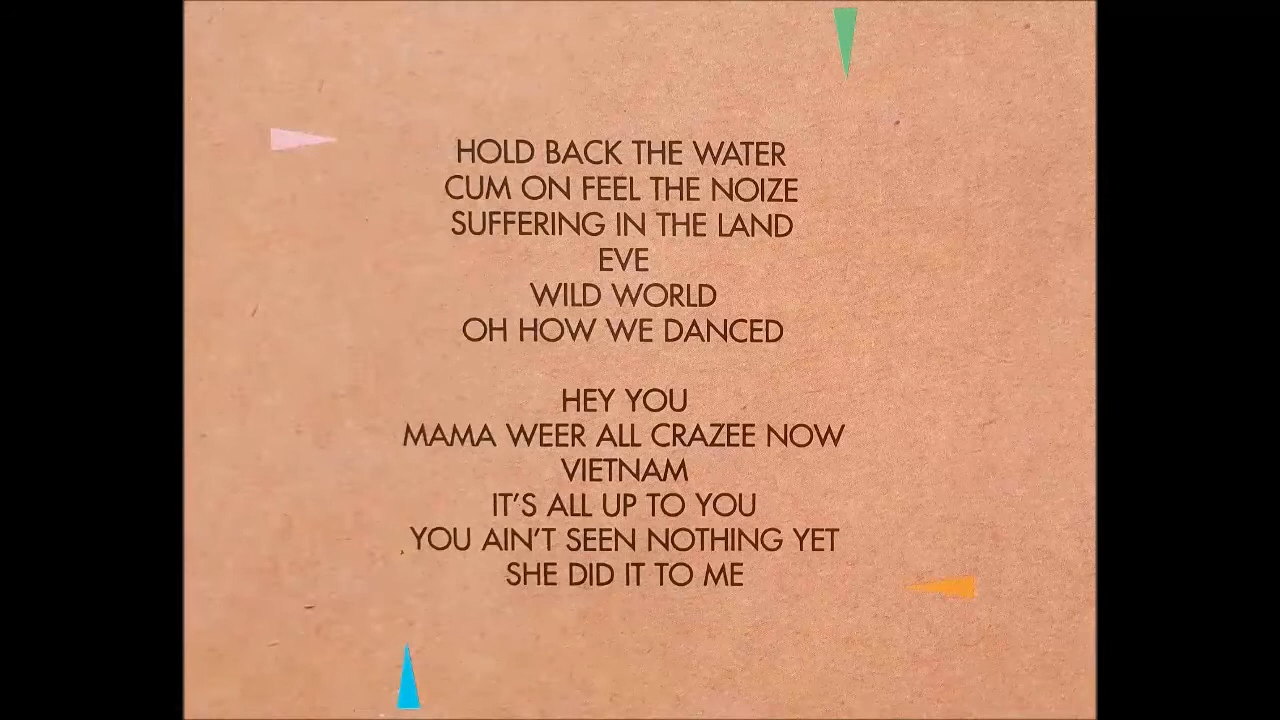 HOLD BACK THE WATER
CUM ON FEEL THE NOIZE
SUFFERING IN THE LAND
EVE
WILD WORLD
OH HOW WE DANCED
HEY YOU
MAMA WEER ALL CRAZEE NOW
VIETNAM
IT'S ALL UP TO YOU
YOU AIN'T SEEN NOTHING YET
SHE DID IT TO ME